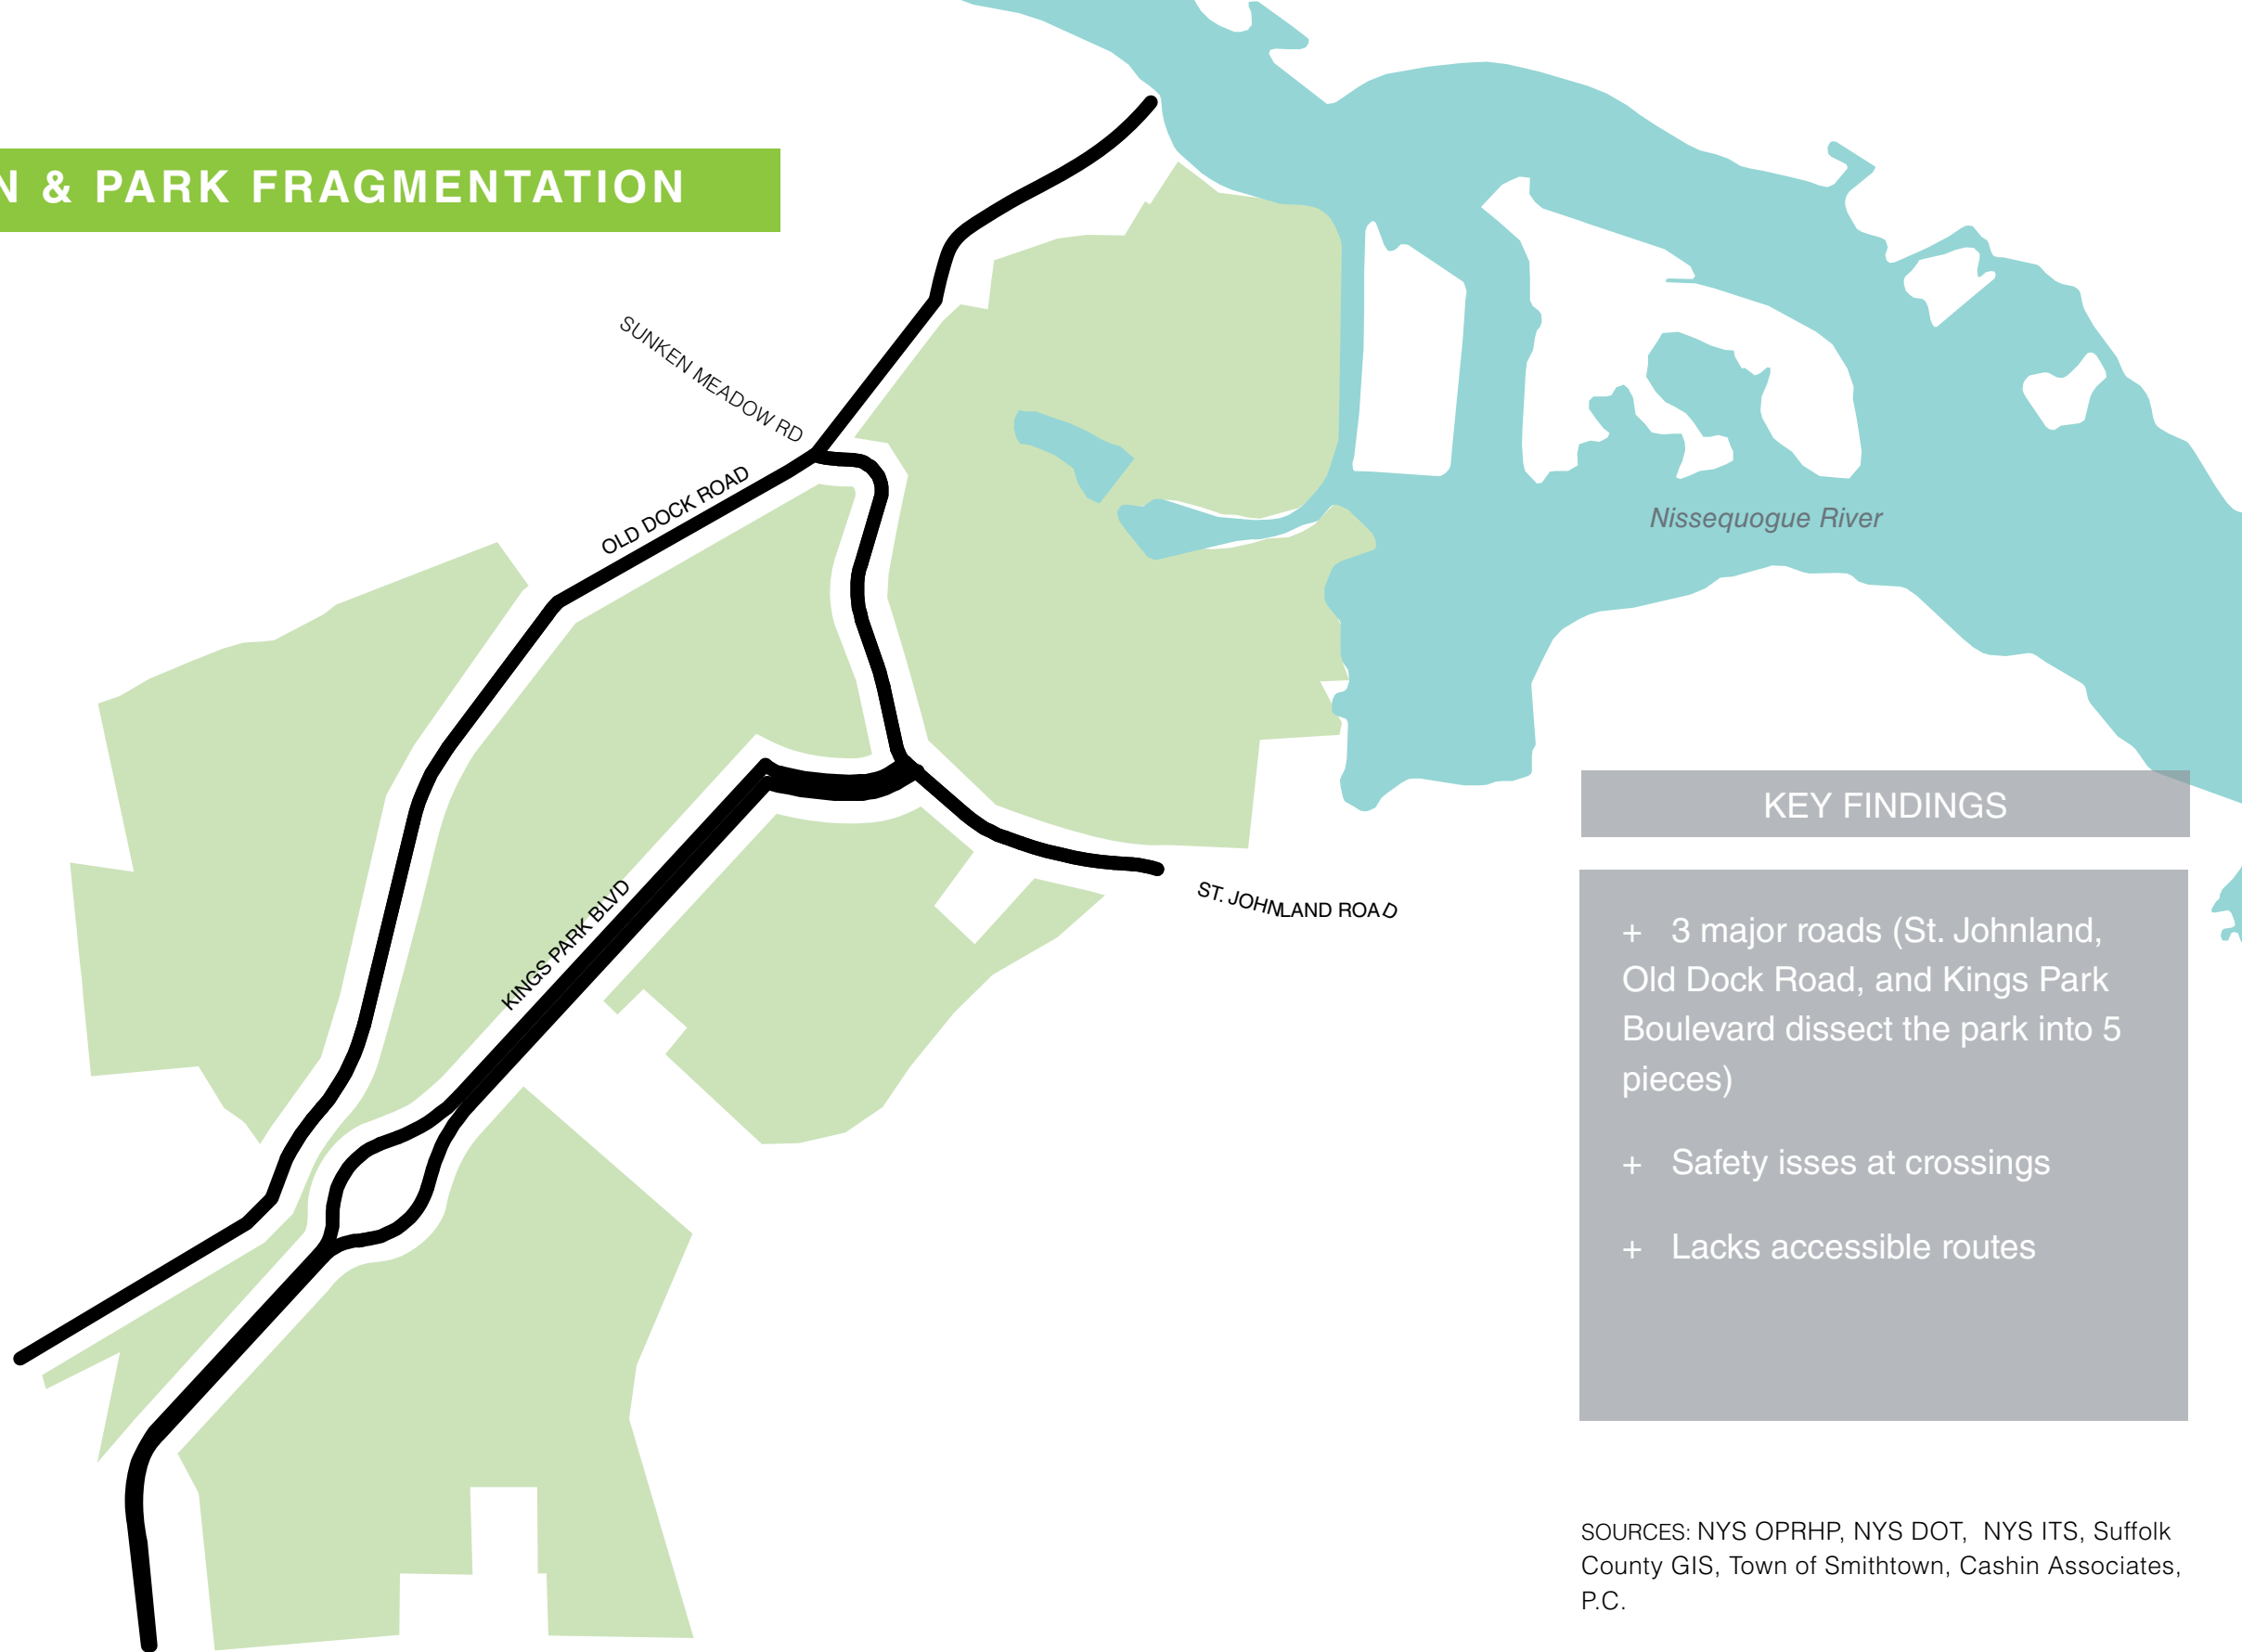 N & PARK FRAGMENTATION
SUNKEN MEADOW RD
OLD DOCK ROAD
Nissequogue River
KINGS PARK BLVD
ST. JOHNLAND ROAD
KEY FINDINGS
+ 3 major roads (St. Johnland,
Old Dock Road, and Kings Park
Boulevard dissect the park into 5
pieces)
+ Safety isses at crossings
+ Lacks accessible routes
SOURCES: NYS OPRHP, NYS DOT, NYS ITS, Suffolk
County GIS, Town of Smithtown, Cashin Associates,
P.C.